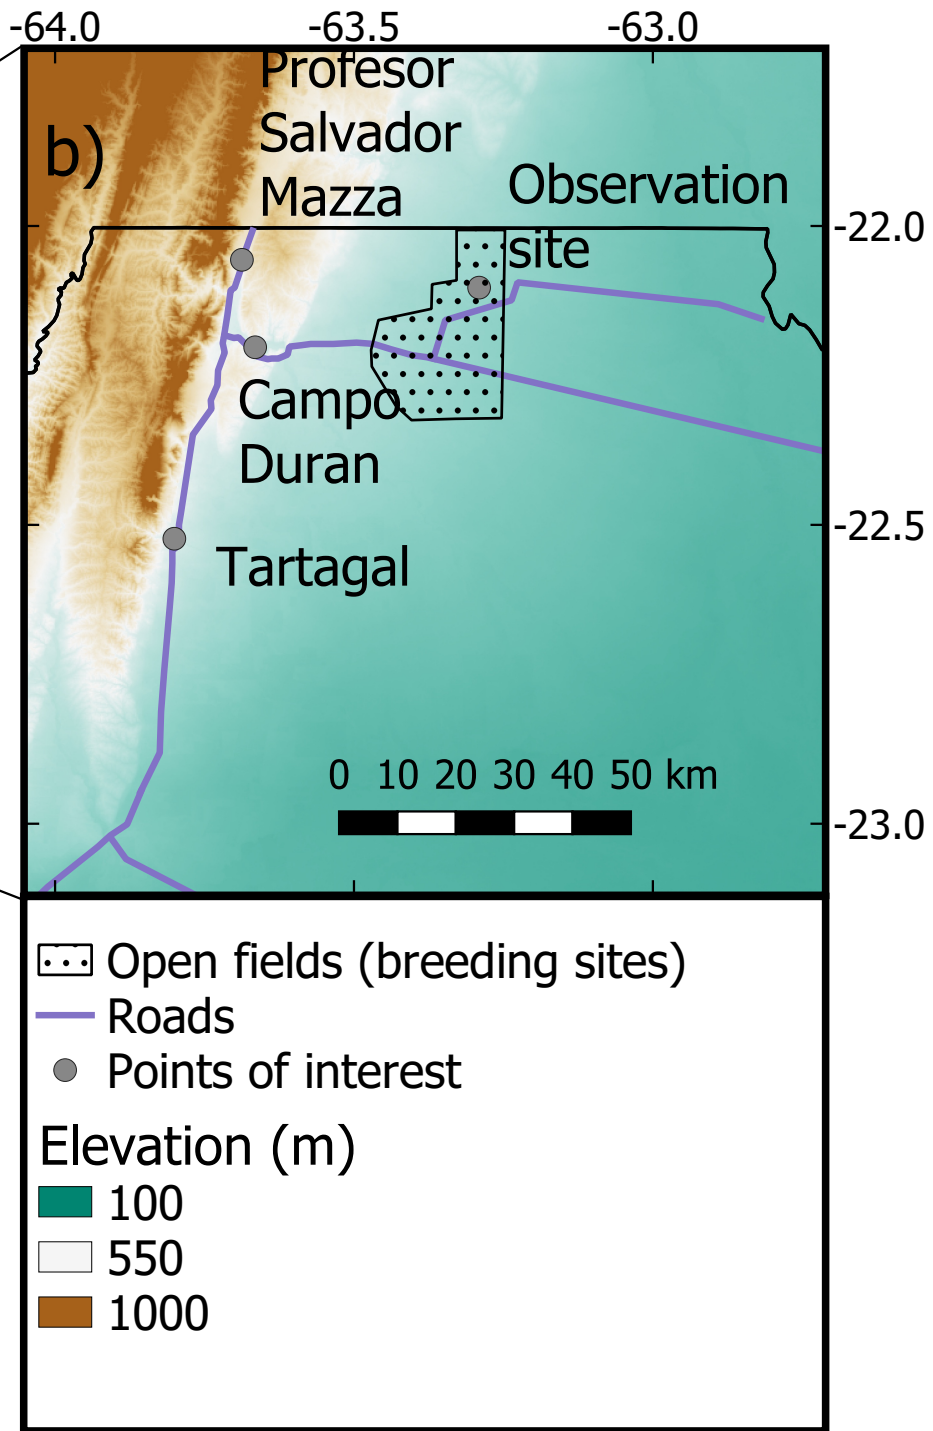 -64.0 -63.5 -63.0
Profesor
Salvador
Mazza
b)
Observation
site
-22.0
Campo
Duran
-22.5
Tartagal
0 10 20 30 40 50 km
-23.0
Open fields (breeding sites)
Roads
Points of interest
Elevation (m)
100
550
1000